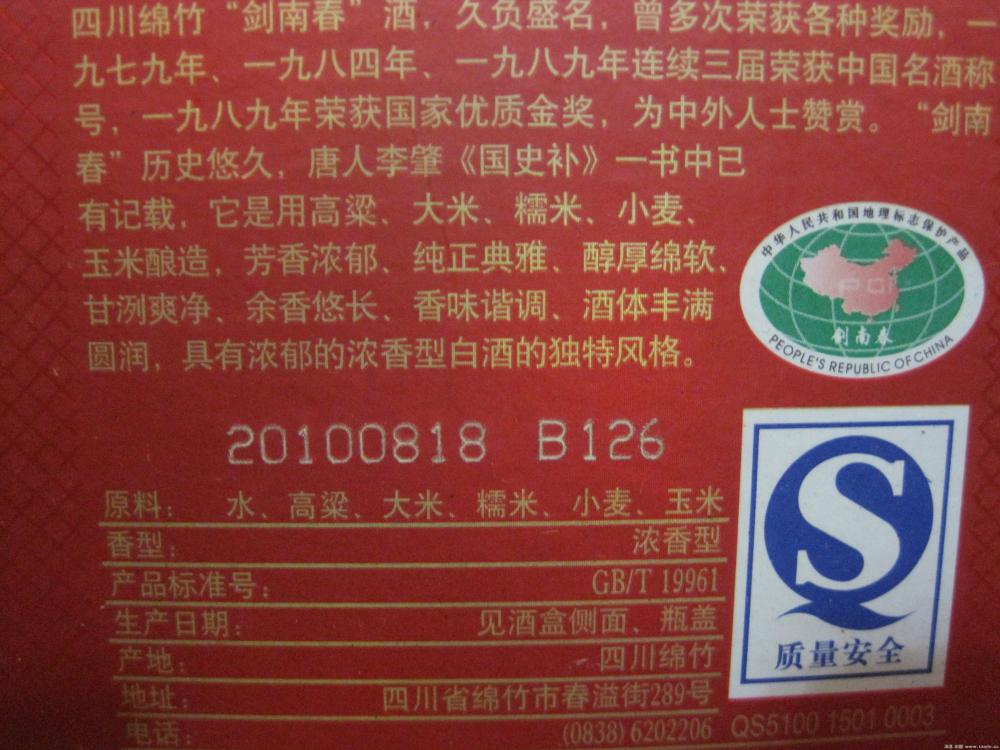 四川绵竹“剑南春”酒，久负盛名，曾多次荣获各种奖励，一
九七九年、一九八四年、一九八九年连续三届荣获中国名酒称
号，一九八九年荣获国家优质金奖，为中外人士赞赏。“剑南
春”历史悠久，唐人李肇《国史补》一书中已
有记载，它是用高粱、大米、糯米、小麦、
玉米酿造，芳香浓郁、纯正典雅、醇厚绵软、
甘洌爽净、余香悠长、香味谐调、酒体丰满
圆润，具有浓郁的浓香型白酒的独特风格。
中华人民共和国地理标志保护产品
PGI
剑南春
PEOPLE'S REPUBLIC OF CHINA
20100818 B126
原料： 水、高粱、大米、糯米、小麦、玉米
香型： 浓香型
产品标准号： GB/T 19961
生产日期： 见酒盒侧面、瓶盖
产地： 四川绵竹
地址： 四川省绵竹市春溢街289号
电话： (0838) 6202206
质量安全
QS5100 1501 0003